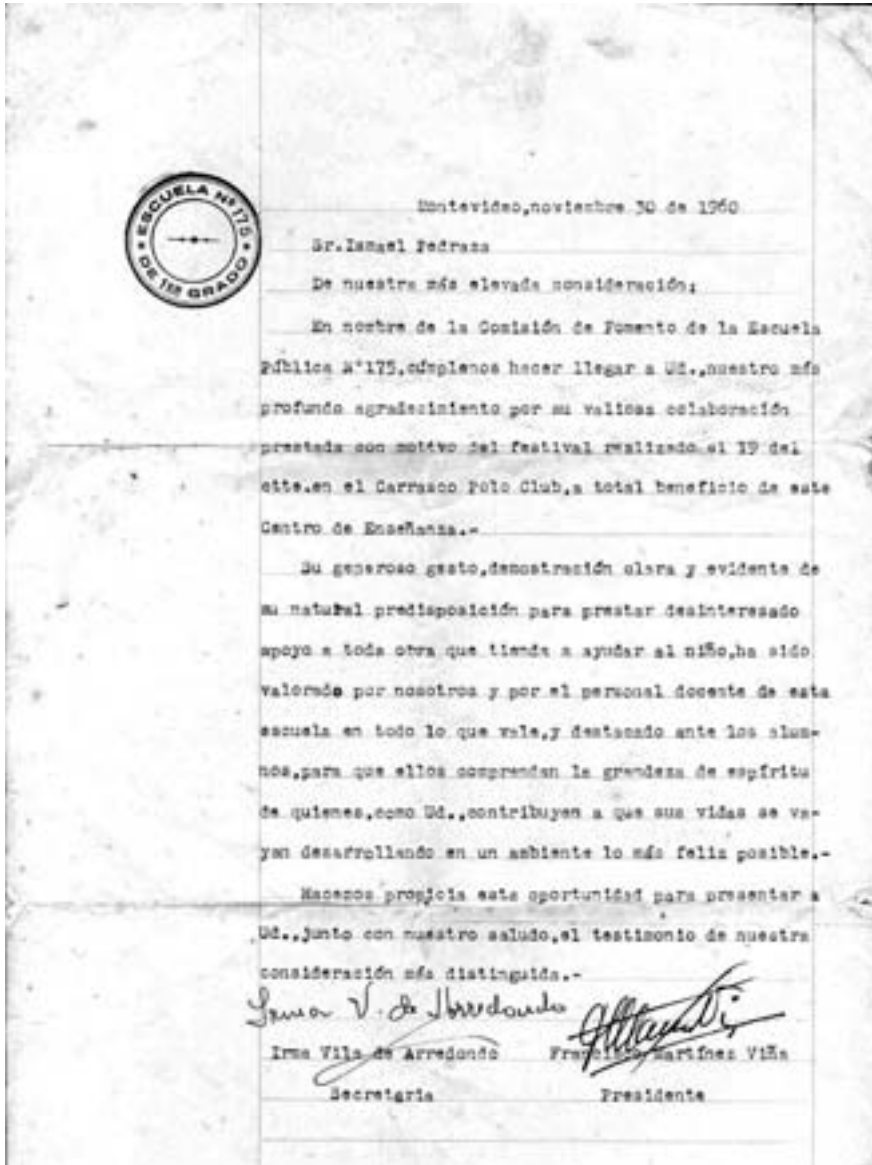 ESCUELA Nº 175
DE 1er GRADO
Montevideo,noviembre 30 de 1960
Sr.Ismael Pedraza
De nuestra más elevada consideración:
En nombre de la Comisión de Fomento de la Escuela
Pública Nº175,cúmplenos hacer llegar a Ud.,nuestro más
profundo agradecimiento por su valiosa colaboración
prestada con motivo del festival realizado el 19 del
ctte.en el Carrasco Polo Club,a total beneficio de este
Centro de Enseñanza.-
Su generoso gesto,demostración clara y evidente de
su natural predisposición para prestar desinteresado
apoyo a toda obra que tienda a ayudar al niño,ha sido
valorado por nosotros y por el personal docente de esta
escuela en todo lo que vale,y destacado ante los alum-
nos,para que ellos comprendan la grandeza de espíritu
de quienes,como Ud.,contribuyen a que sus vidas se va-
yan desarrollando en un ambiente lo más feliz posible.-
Hacemos propicia esta oportunidad para presentar a
Ud.,junto con nuestro saludo,el testimonio de nuestra
consideración más distinguida.-
Irma V. de Arredondo
Irma Vila de Arredondo Francisco Martínez Viña
Secretaria Presidente